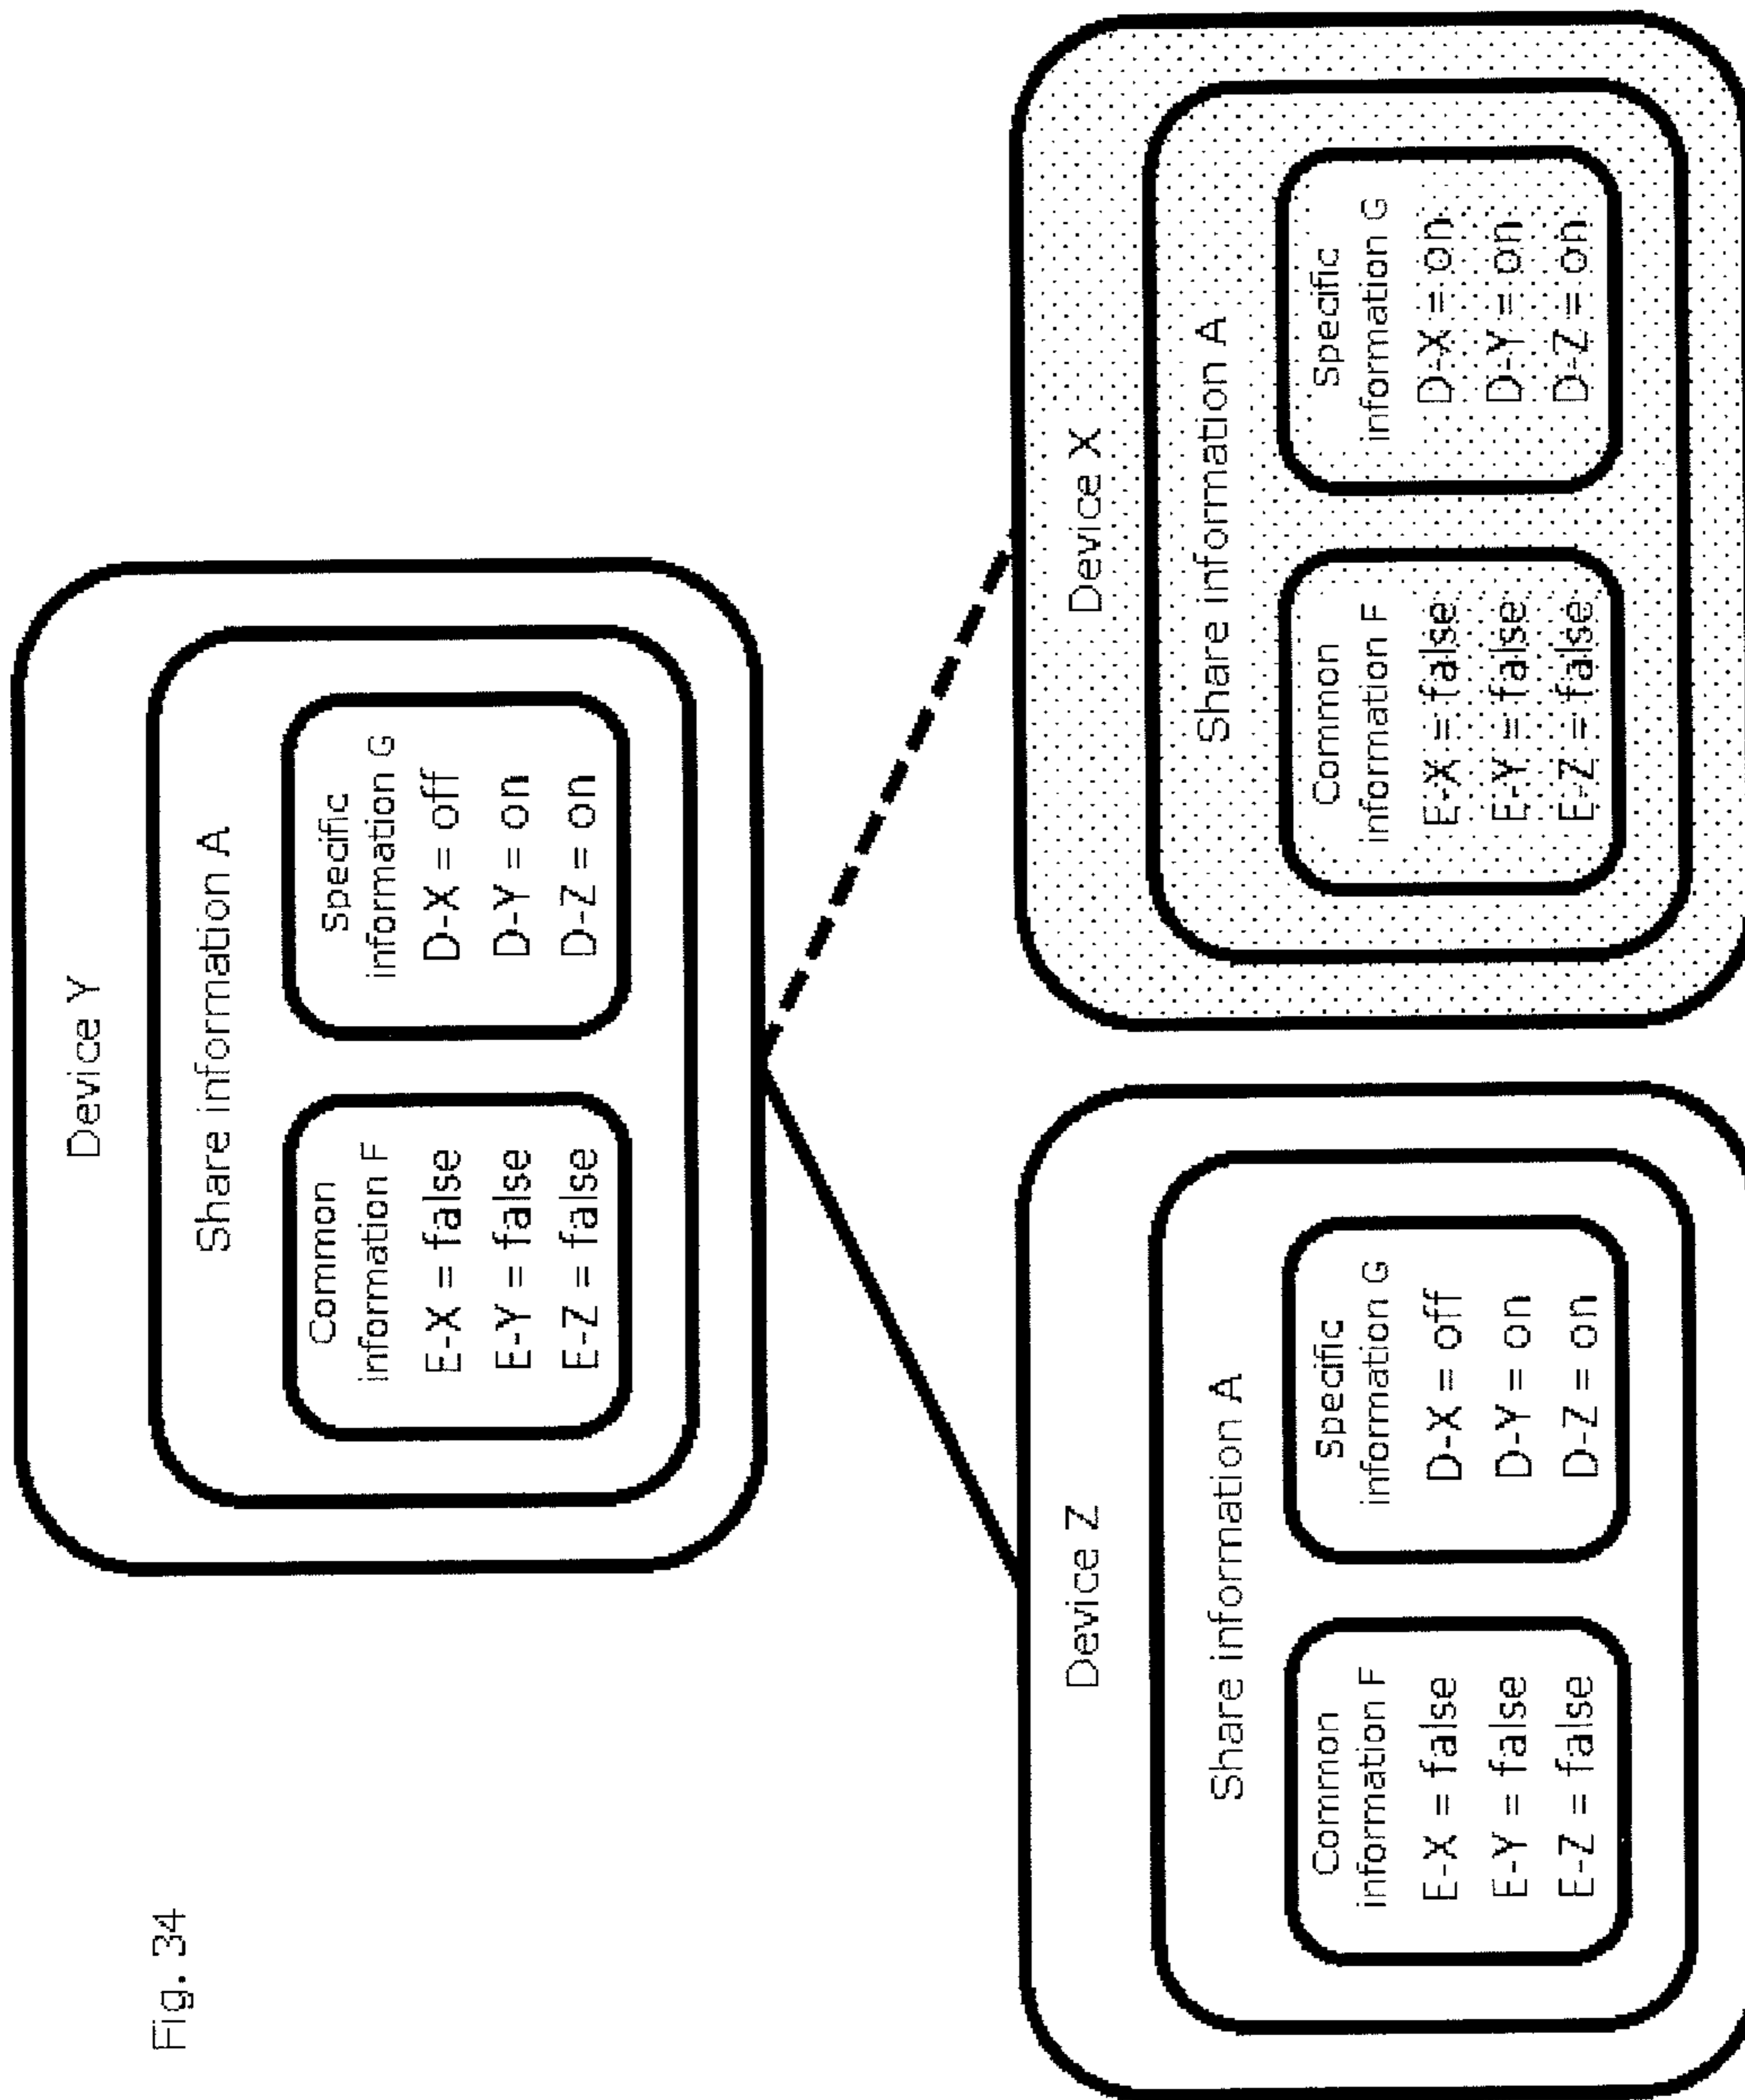 Fig. 34
Device Y
Share information A
Common
information F
E-X = false
E-Y = false
E-Z = false
Specific
information G
D-X = off
D-Y = on
D-Z = on
Device Z
Share information A
Common
information F
E-X = false
E-Y = false
E-Z = false
Specific
information G
D-X = off
D-Y = on
D-Z = on
Device X
Share information A
Common
information F
E-X = false
E-Y = false
E-Z = false
Specific
information G
D-X = on
D-Y = on
D-Z = on